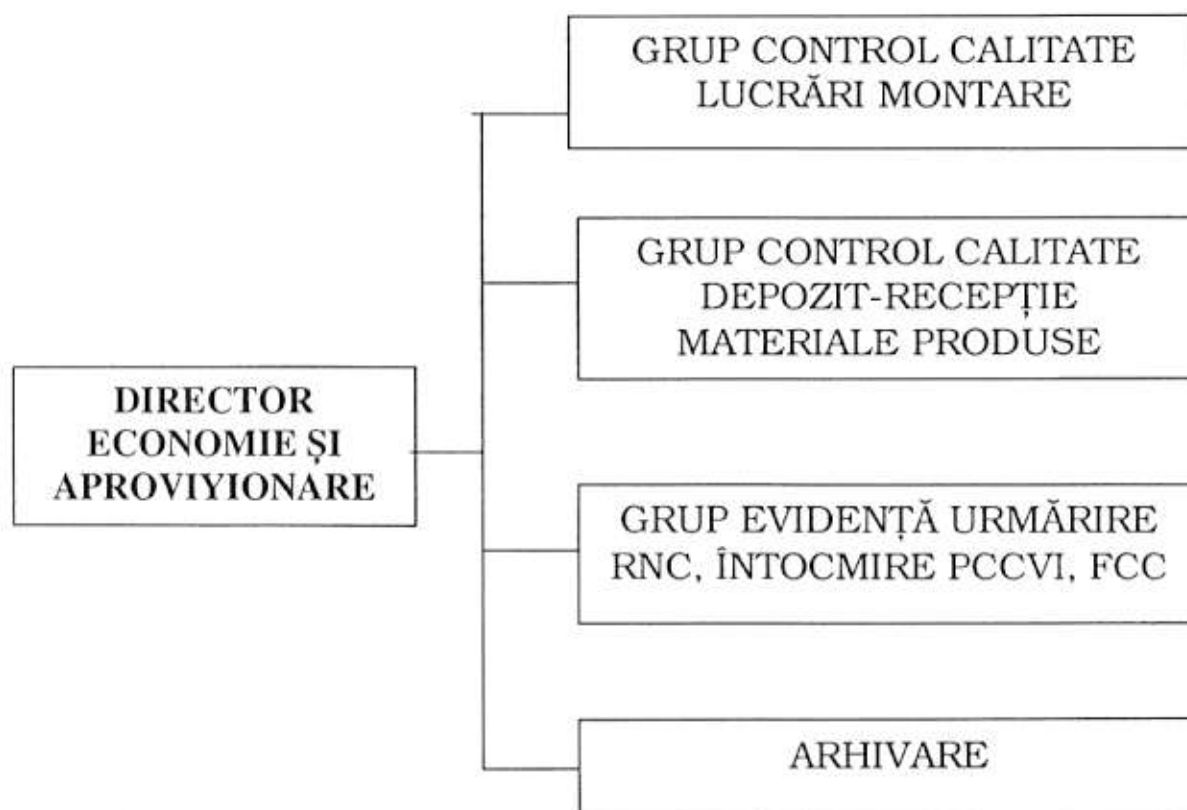 GRUP CONTROL CALITATE
LUCRĂRI MONTARE
GRUP CONTROL CALITATE
DEPOZIT-RECEPȚIE
MATERIALE PRODUSE
DIRECTOR
ECONOMIE ȘI
APROVIYIONARE
GRUP EVIDENȚĂ URMĂRIRE
RNC, ÎNTOCMIRE PCCVI, FCC
ARHIVARE